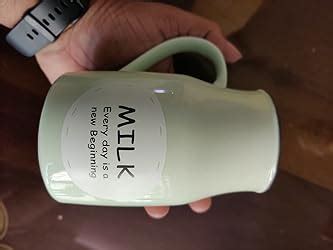 MILK
Every day is a
new Beginning